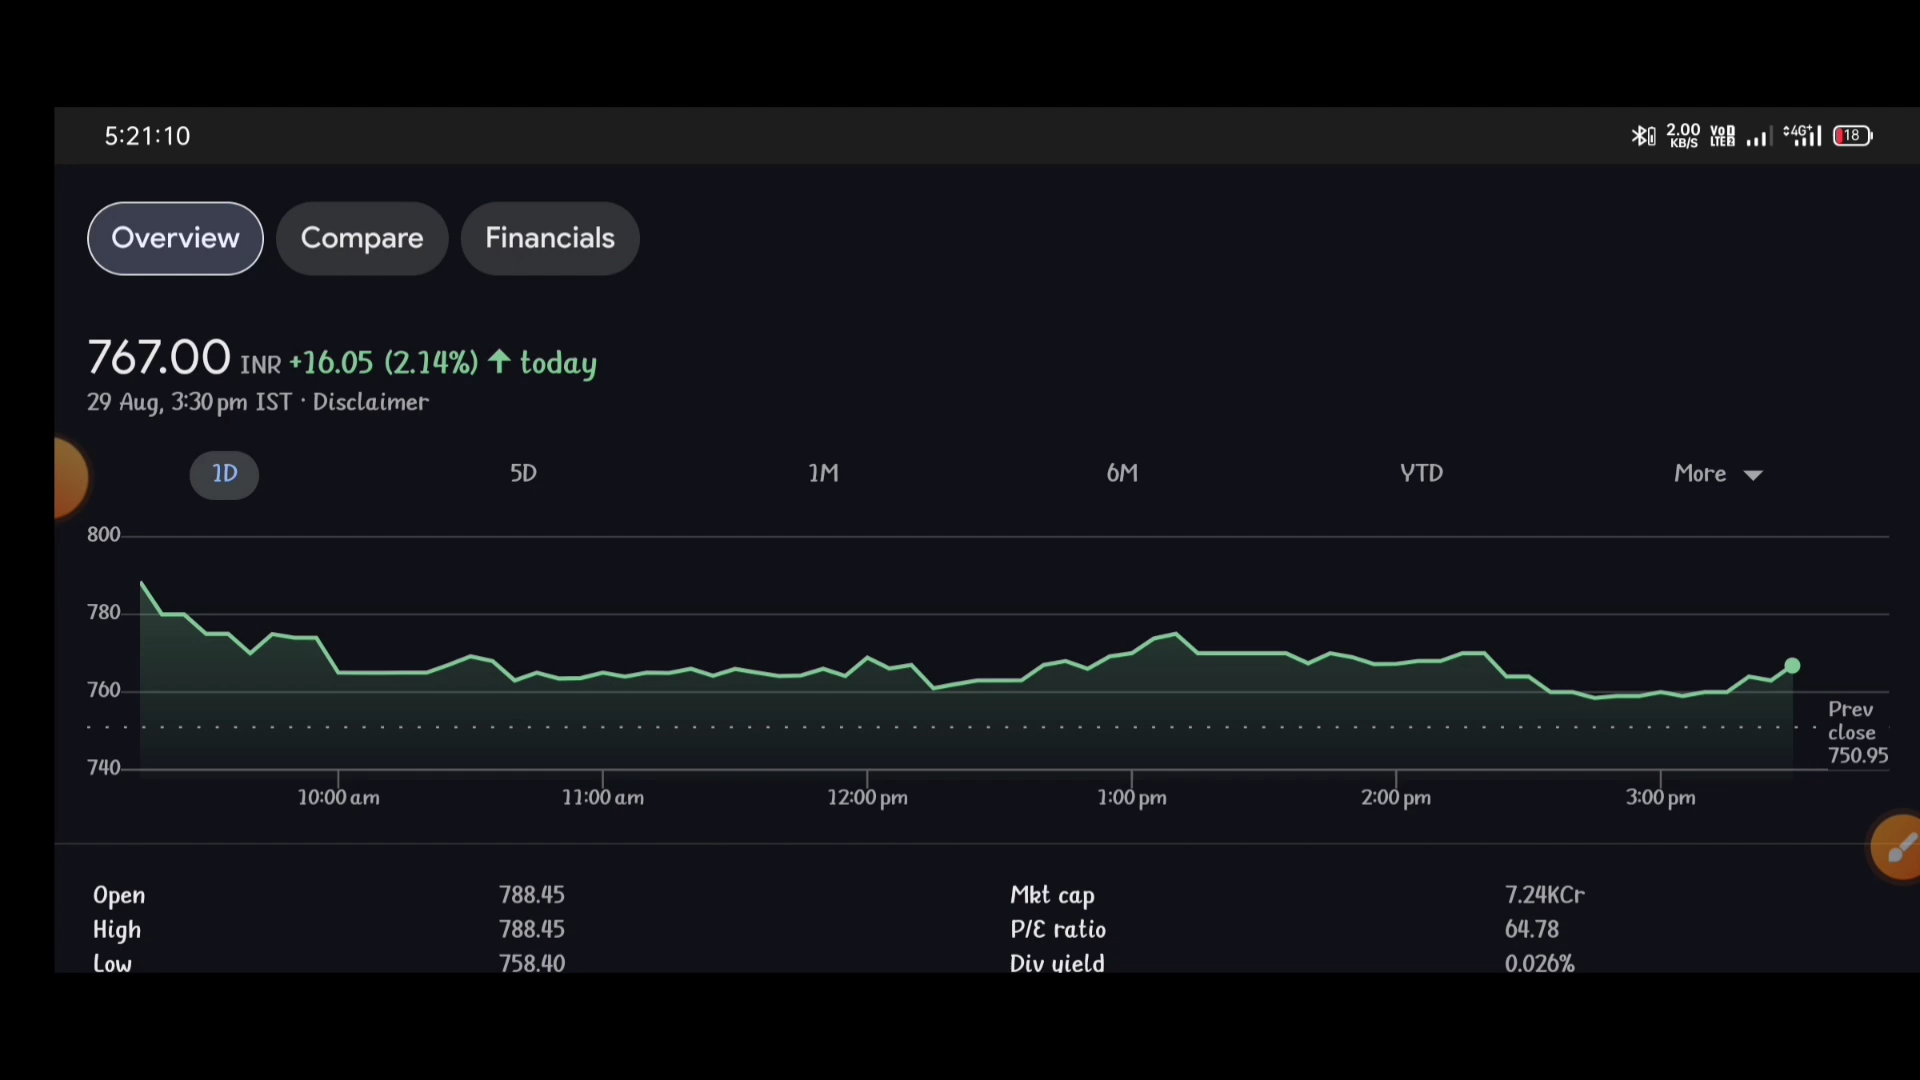 5:21:10
2.00 KB/S Vo LTE 4G+ 18
Overview Compare Financials
767.00 INR +16.05 (2.14%) ↑ today
29 Aug, 3:30 pm IST · Disclaimer
1D 5D 1M 6M YTD More
800
780
760
740
Prev
close
750.95
10:00 am 11:00 am 12:00 pm 1:00 pm 2:00 pm 3:00 pm
Open 788.45 Mkt cap 7.24KCr
High 788.45 P/E ratio 64.78
Low 758.40 Div yield 0.026%